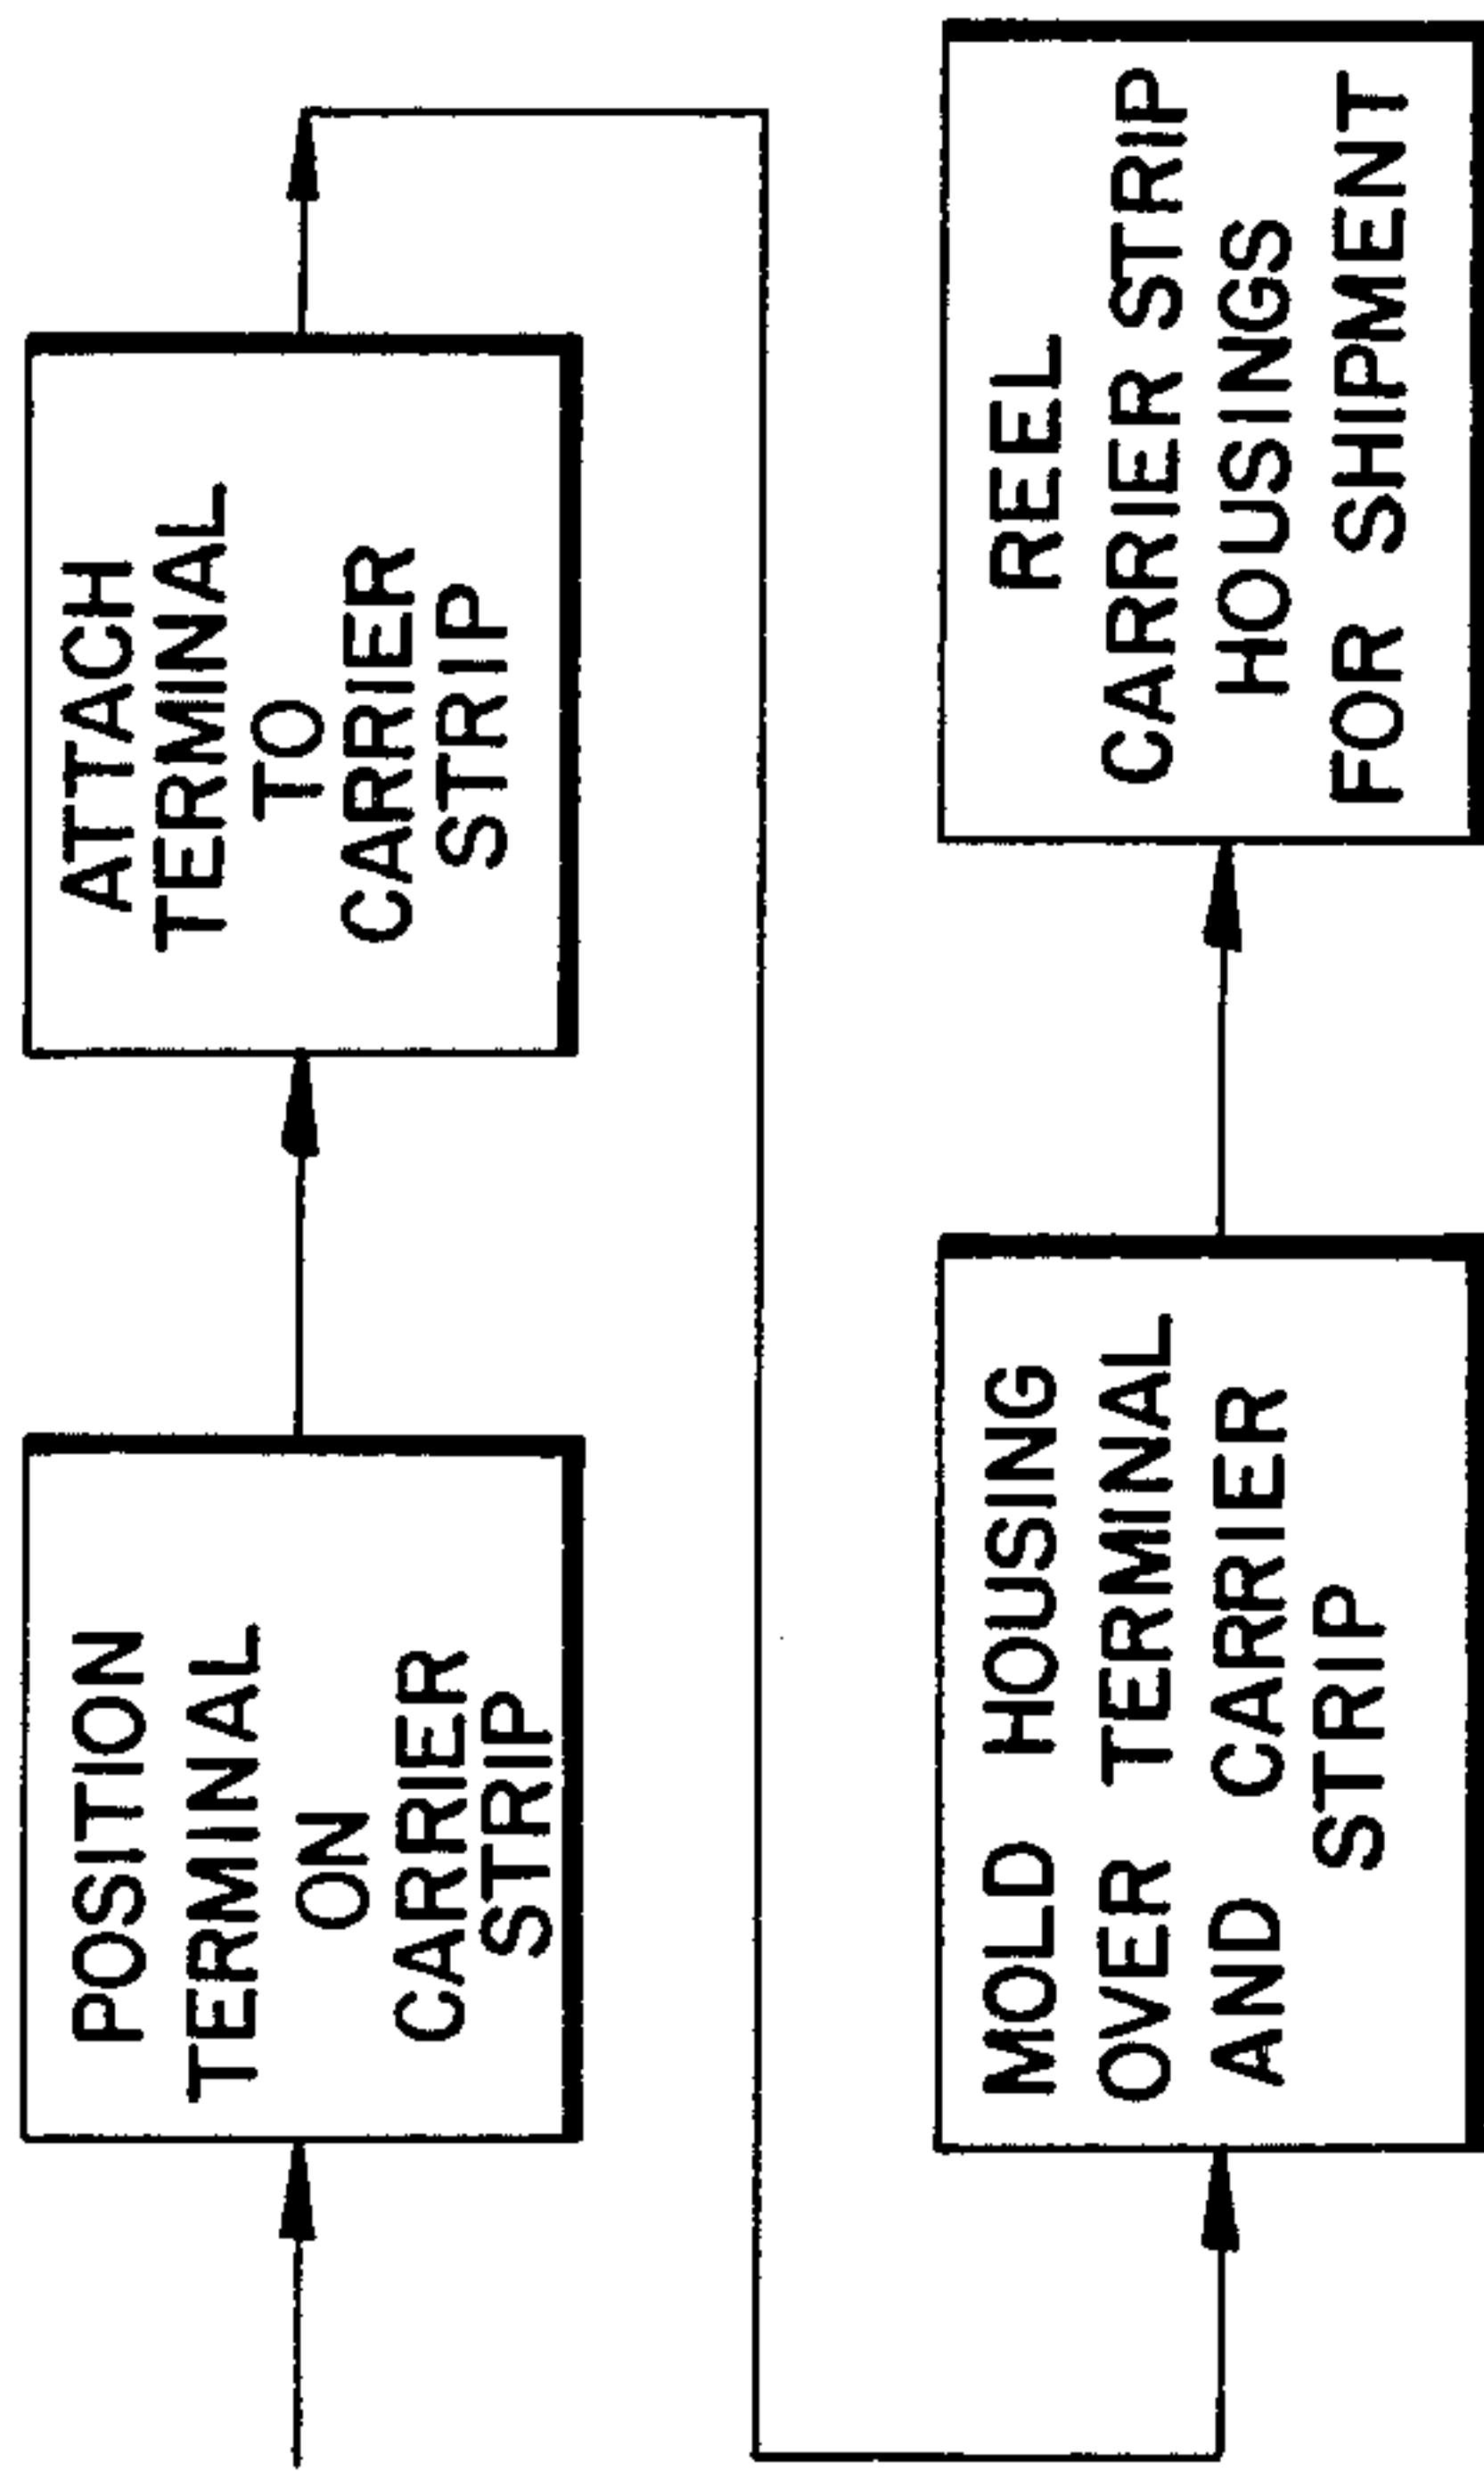 POSITION
TERMINAL
ON
CARRIER
STRIP
ATTACH
TERMINAL
TO
CARRIER
STRIP
MOLD HOUSING
OVER TERMINAL
AND CARRIER
STRIP
REEL
CARRIER STRIP
HOUSINGS
FOR SHIPMENT